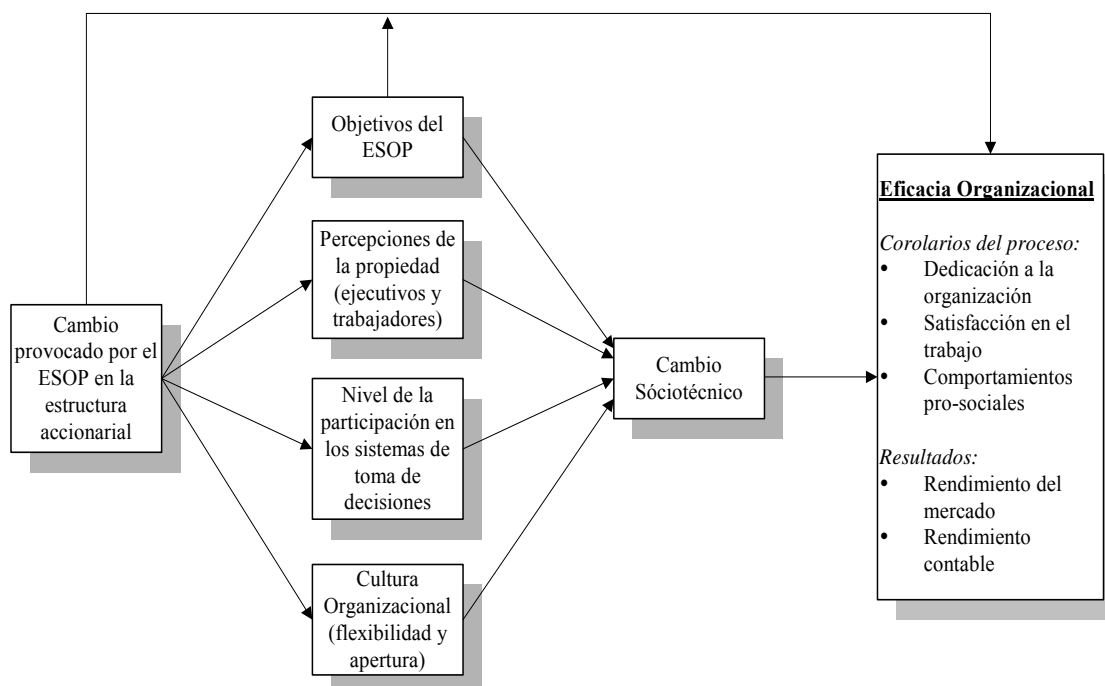 Objetivos del
ESOP
Percepciones de
la propiedad
(ejecutivos y
trabajadores)
Cambio
provocado por el
ESOP en la
estructura
accionarial
Nivel de la
participación en
los sistemas de
toma de
decisiones
Cultura
Organizacional
(flexibilidad y
apertura)
Cambio
Sóciotécnico
Eficacia Organizacional
Corolarios del proceso:
• Dedicación a la
organización
• Satisfacción en el
trabajo
• Comportamientos
pro-sociales
Resultados:
• Rendimiento del
mercado
• Rendimiento
contable